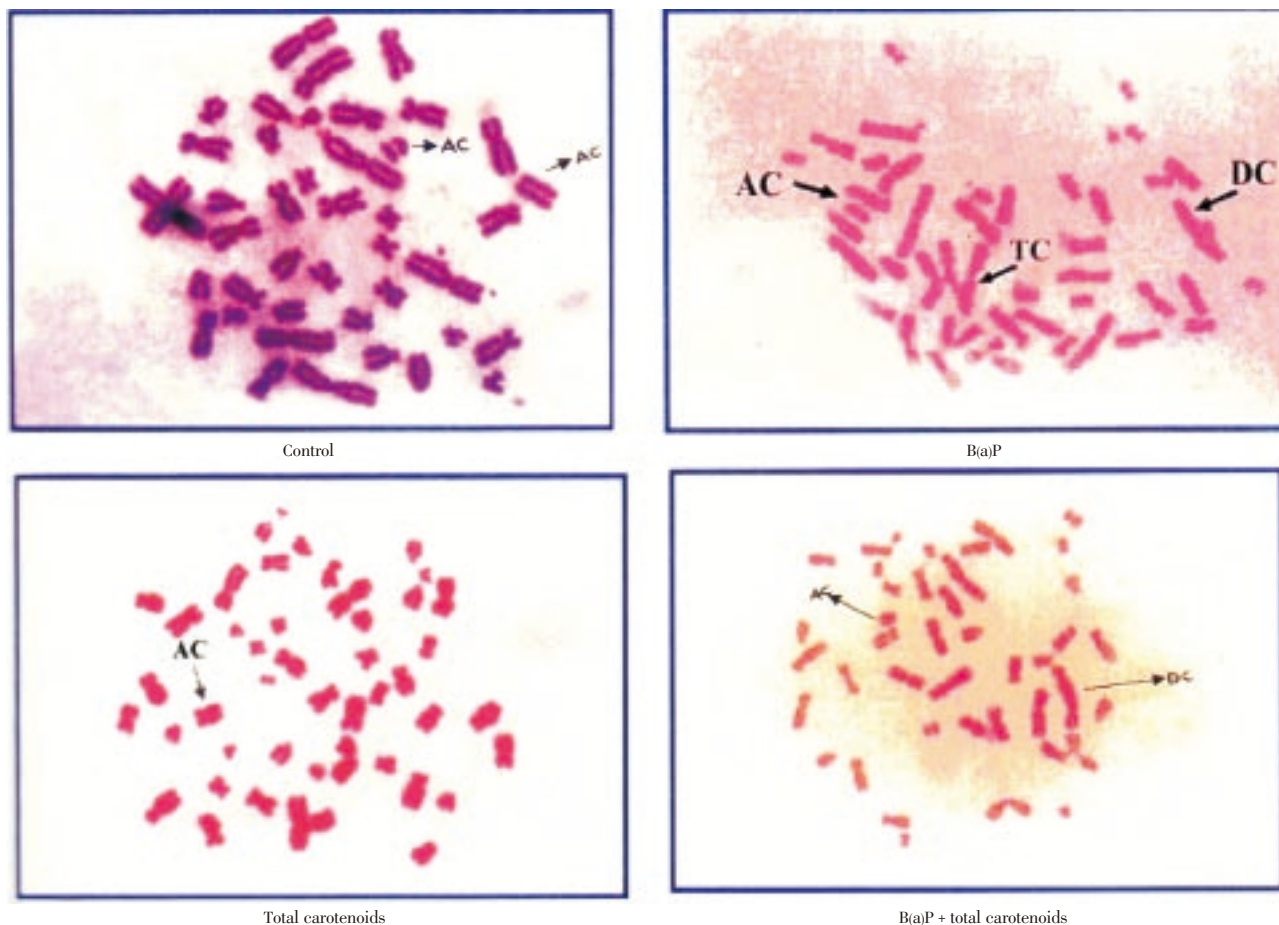 AC
AC
Control
AC
DC
TC
B(a)P
AC
Total carotenoids
AC
DC
B(a)P + total carotenoids